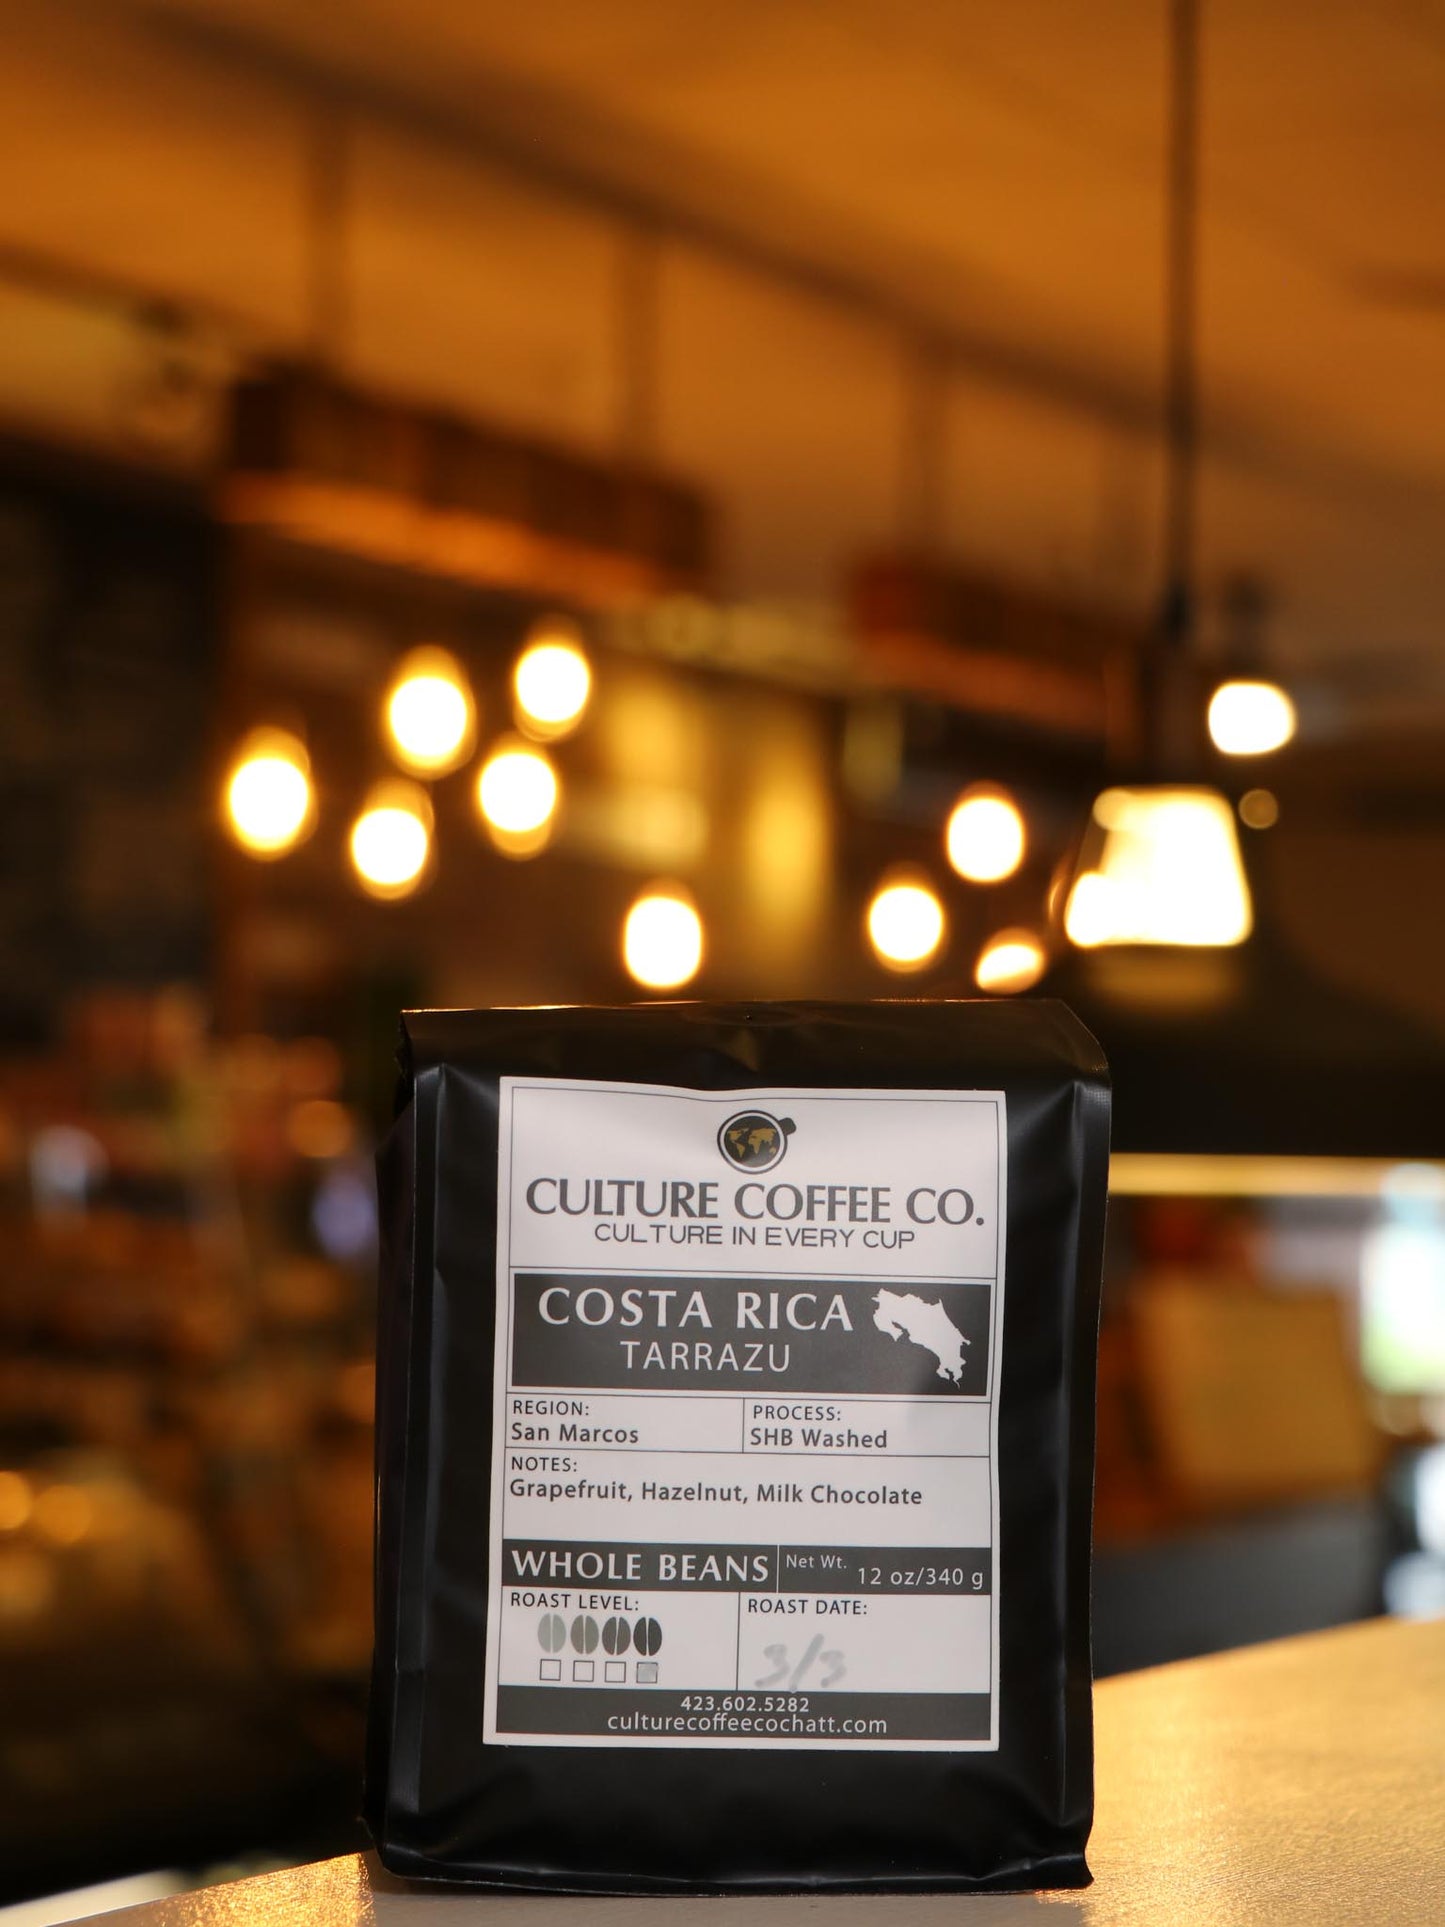 CULTURE COFFEE CO.
CULTURE IN EVERY CUP
COSTA RICA
TARRAZU
REGION:
San Marcos
PROCESS:
SHB Washed
NOTES:
Grapefruit, Hazelnut, Milk Chocolate
WHOLE BEANS
Net Wt. 12 oz/340 g
ROAST LEVEL:
ROAST DATE:
3/3
423.602.5282
culturecoffeecochatt.com